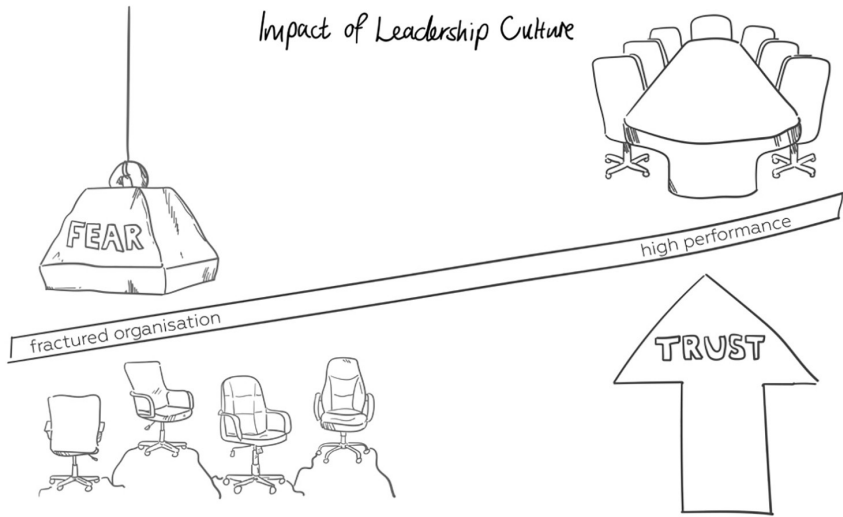 Impact of Leadership Culture
FEAR
high performance
fractured organisation
TRUST